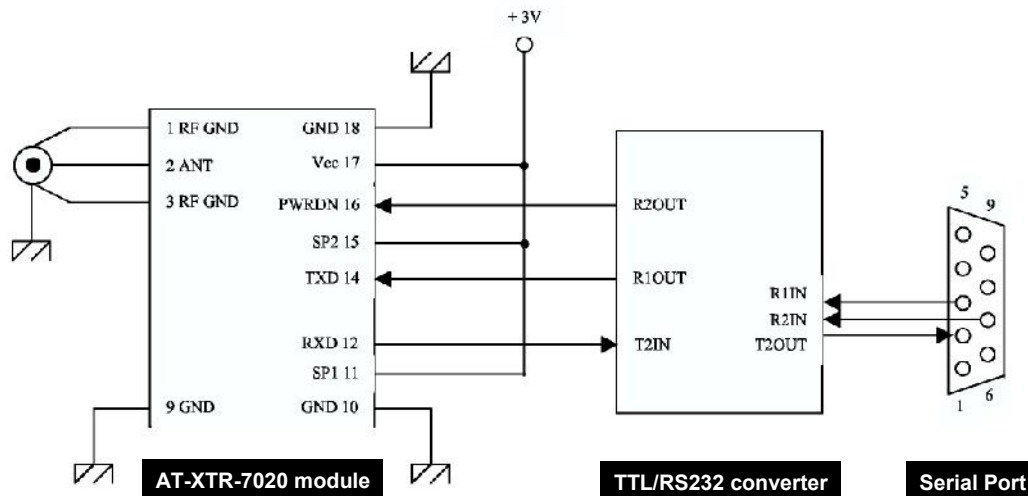 + 3V
1 RF GND
GND 18
2 ANT
Vcc 17
3 RF GND
PWRDN 16
SP2 15
TXD 14
RXD 12
SP1 11
9 GND
GND 10
R2OUT
R1OUT
R1IN
R2IN
T2IN
T2OUT
5
9
1
6
AT-XTR-7020 module
TTL/RS232 converter
Serial Port